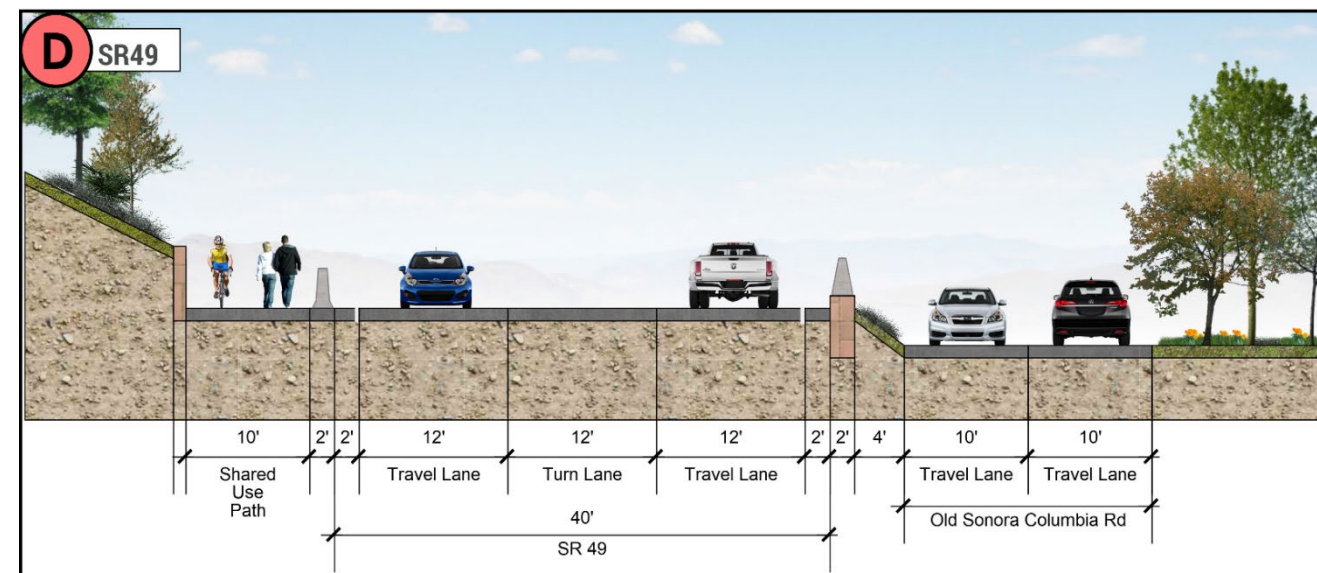 D SR49
10' 2' 2' 12' 12' 12' 2' 2' 4' 10' 10'
Shared Travel Lane Turn Lane Travel Lane Travel Lane Travel Lane
Use
Path
40' Old Sonora Columbia Rd
SR 49